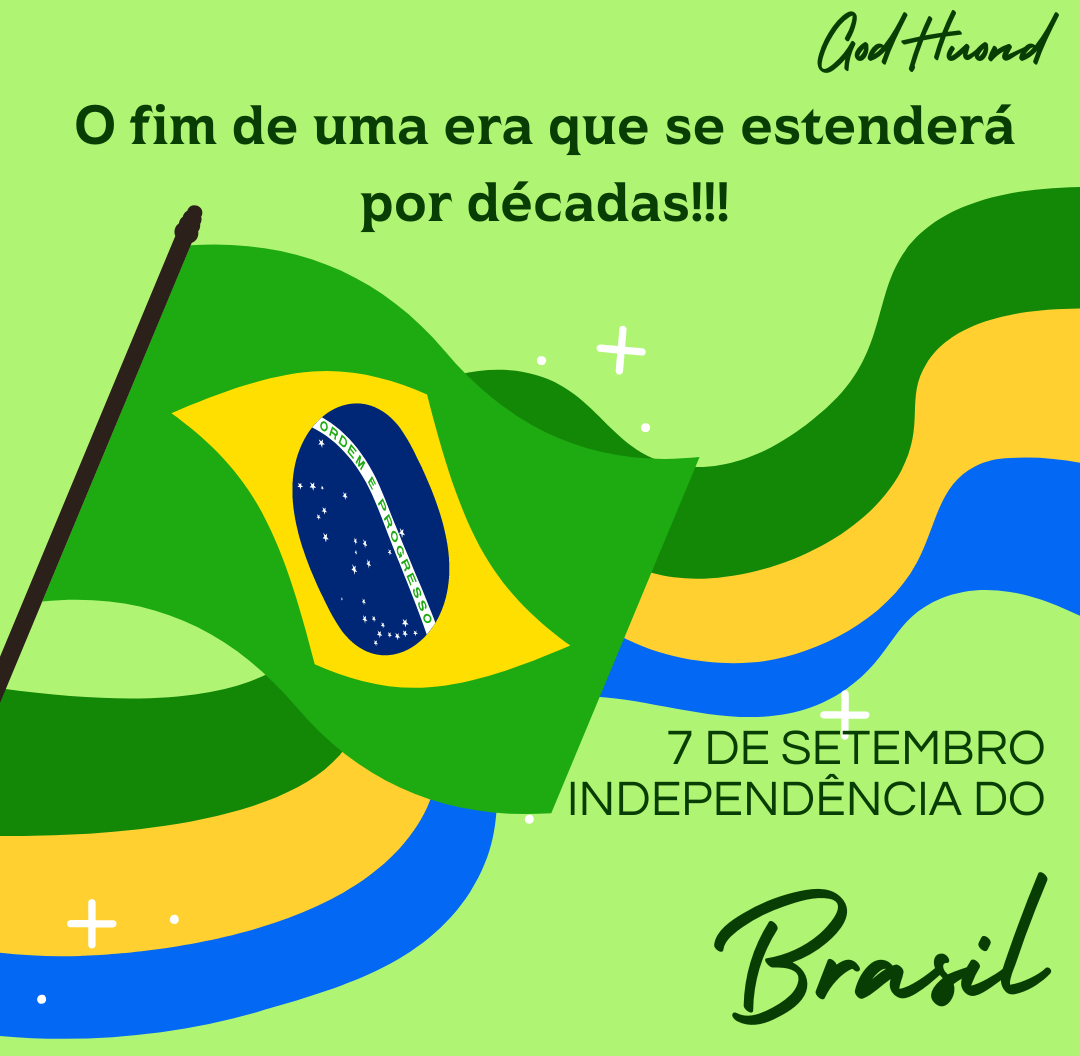 God Huond
O fim de uma era que se estenderá
por décadas!!!
ORDEM E PROGRESSO
7 DE SETEMBRO
INDEPENDÊNCIA DO
Brasil